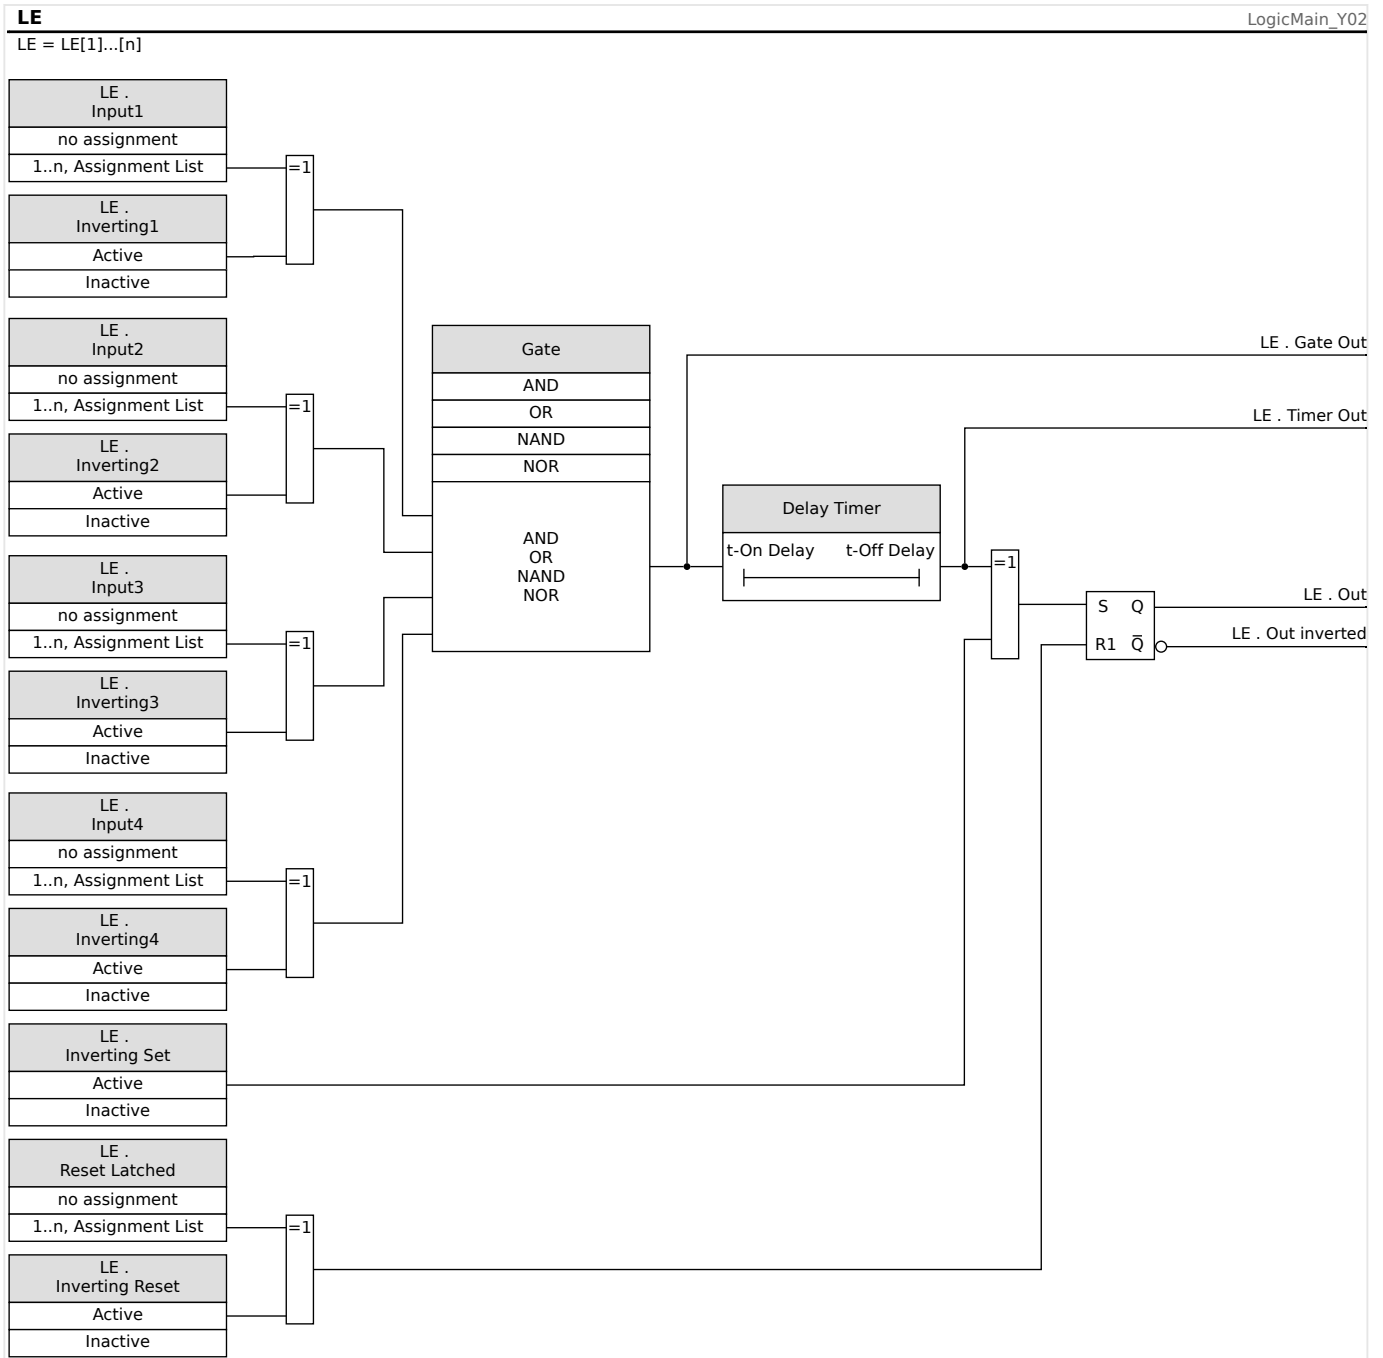 LE
LogicMain_Y02
LE = LE[1]...[n]
LE .
Input1
no assignment
1..n, Assignment List
=1
LE .
Inverting1
Active
Inactive
LE .
Input2
no assignment
1..n, Assignment List
=1
LE .
Inverting2
Active
Inactive
LE .
Input3
no assignment
1..n, Assignment List
=1
LE .
Inverting3
Active
Inactive
LE .
Input4
no assignment
1..n, Assignment List
=1
LE .
Inverting4
Active
Inactive
LE .
Inverting Set
Active
Inactive
LE .
Reset Latched
no assignment
1..n, Assignment List
=1
LE .
Inverting Reset
Active
Inactive
Gate
AND
OR
NAND
NOR
AND
OR
NAND
NOR
Delay Timer
t-On Delay t-Off Delay
=1
S Q
R1 Q̅
LE . Gate Out
LE . Timer Out
LE . Out
LE . Out inverted